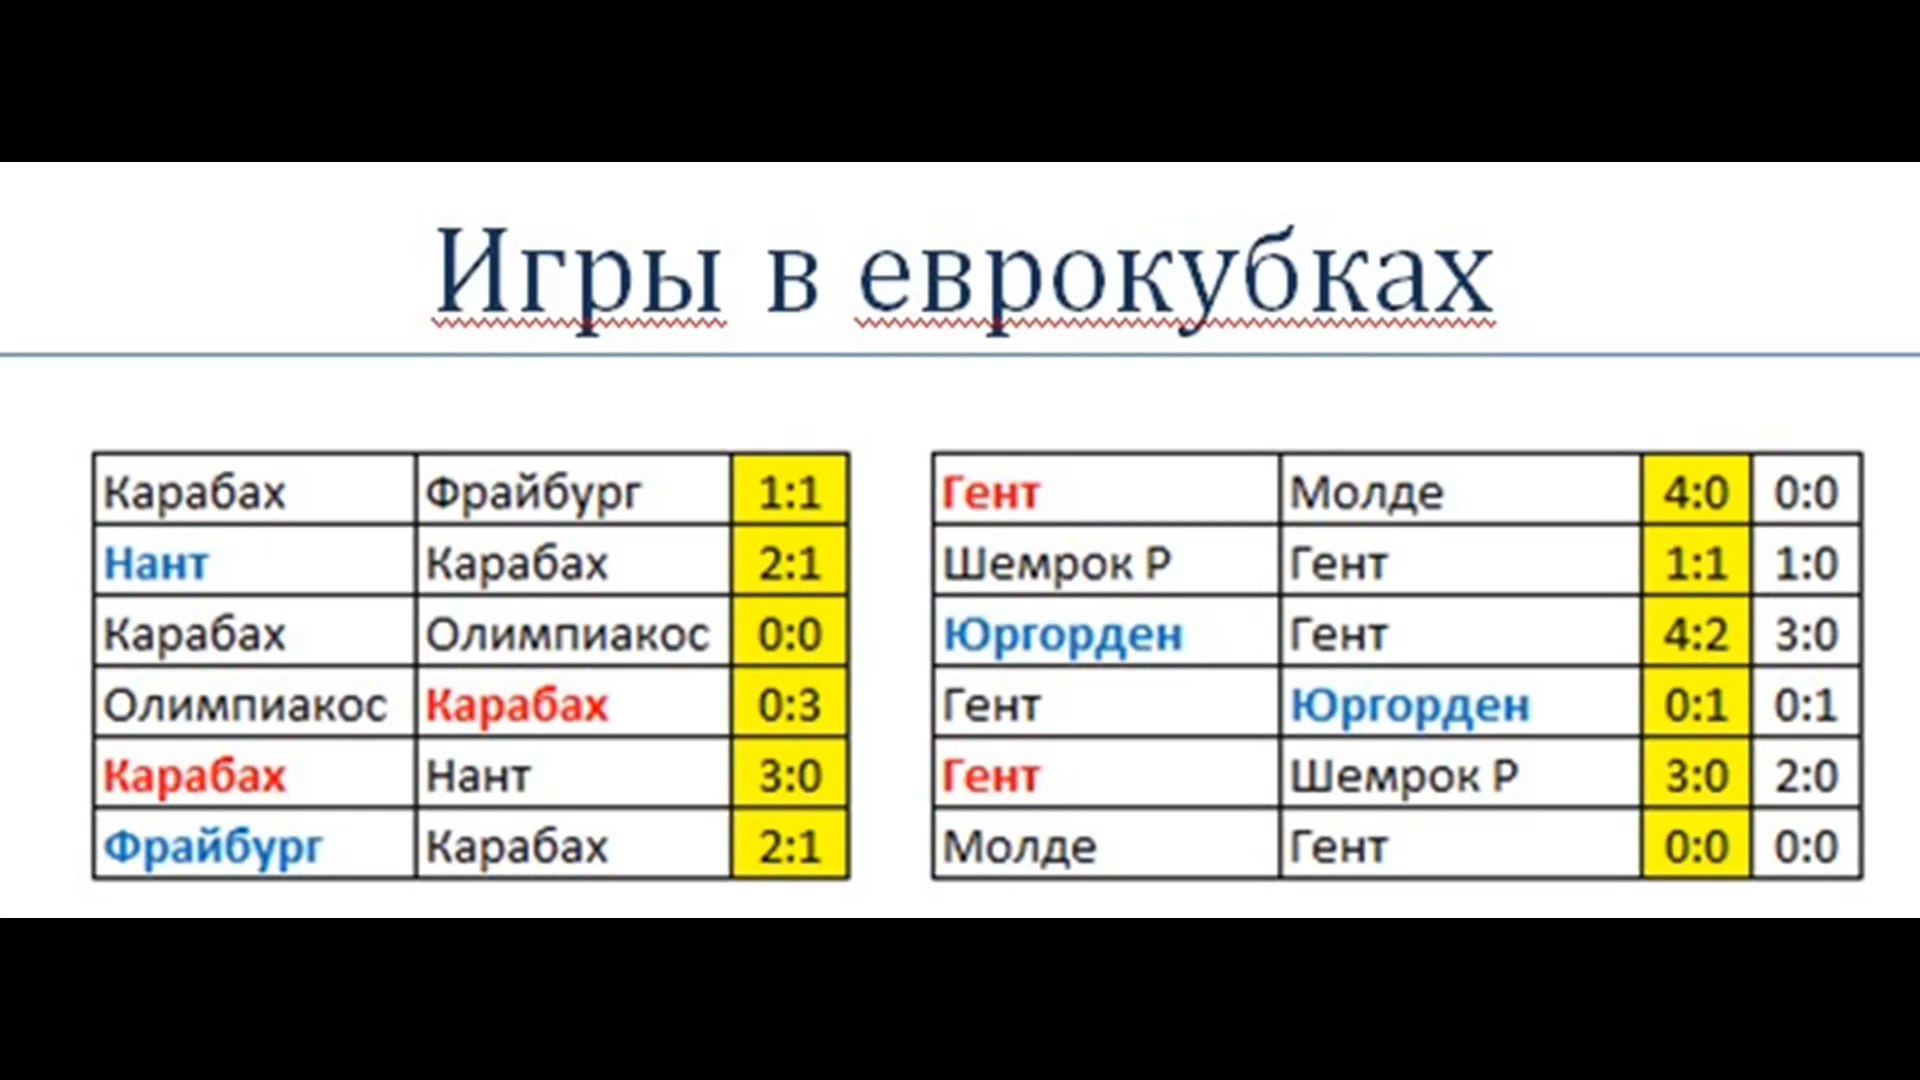 Игры в еврокубках
Карабах Фрайбург 1:1
Нант Карабах 2:1
Карабах Олимпиакос 0:0
Олимпиакос Карабах 0:3
Карабах Нант 3:0
Фрайбург Карабах 2:1
Гент Молде 4:0 0:0
Шемрок Р Гент 1:1 1:0
Юргорден Гент 4:2 3:0
Гент Юргорден 0:1 0:1
Гент Шемрок Р 3:0 2:0
Молде Гент 0:0 0:0